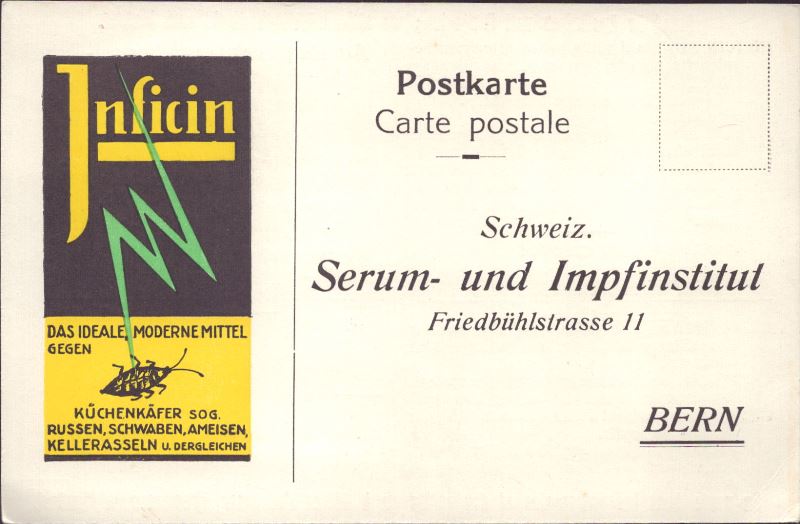 Inficin
DAS IDEALE, MODERNE MITTEL
GEGEN
KÜCHENKÄFER SOG.
RUSSEN, SCHWABEN, AMEISEN,
KELLERASSELN U. DERGLEICHEN
Postkarte
Carte postale
Schweiz.
Serum- und Impfinstitut
Friedbühlstrasse 11
BERN